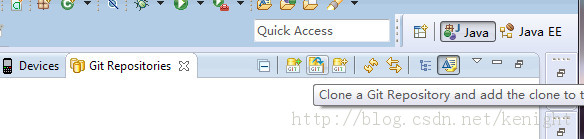 Quick Access
Java
Java EE
Devices
Git Repositories
GIT
GIT
GIT
Clone a Git Repository and add the clone to t
http://blog.csdn.net/kenight